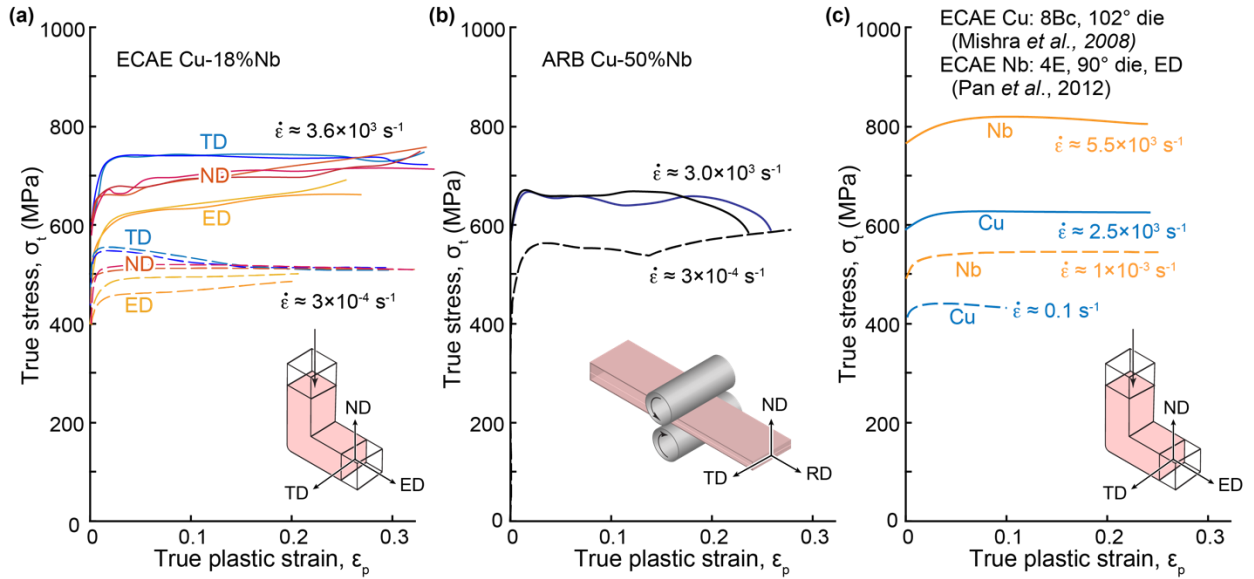 (a)
ECAE Cu-18%Nb
TD
ε̇ ≈ 3.6×10³ s⁻¹
ND
ED
TD
ND
ED
ε̇ ≈ 3×10⁻⁴ s⁻¹
ND
TD
ED
1000
800
600
400
200
0
True stress, σₜ (MPa)
0 0.1 0.2 0.3
True plastic strain, εₚ
(b)
ARB Cu-50%Nb
ε̇ ≈ 3.0×10³ s⁻¹
ε̇ ≈ 3×10⁻⁴ s⁻¹
ND
TD
RD
1000
800
600
400
200
0
True stress, σₜ (MPa)
0 0.1 0.2 0.3
True plastic strain, εₚ
(c)
ECAE Cu: 8Bc, 102° die
(Mishra et al., 2008)
ECAE Nb: 4E, 90° die, ED
(Pan et al., 2012)
Nb
ε̇ ≈ 5.5×10³ s⁻¹
Cu
ε̇ ≈ 2.5×10³ s⁻¹
Nb
ε̇ ≈ 1×10⁻³ s⁻¹
Cu
ε̇ ≈ 0.1 s⁻¹
ND
TD
ED
1000
800
600
400
200
0
True stress, σₜ (MPa)
0 0.1 0.2 0.3
True plastic strain, εₚ